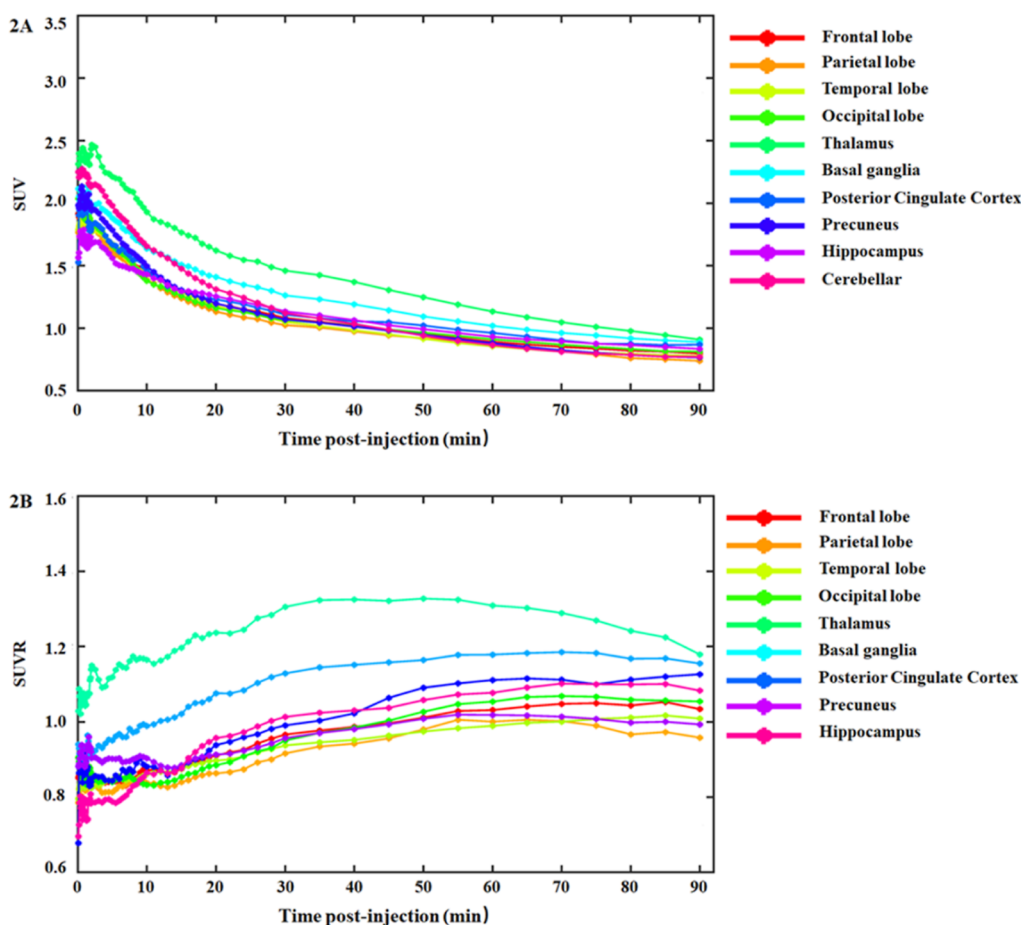 2A
3.5
3.0
2.5
2.0
1.5
1.0
0.5
SUV
0 10 20 30 40 50 60 70 80 90
Time post-injection (min)
Frontal lobe
Parietal lobe
Temporal lobe
Occipital lobe
Thalamus
Basal ganglia
Posterior Cingulate Cortex
Precuneus
Hippocampus
Cerebellar
2B
1.6
1.4
1.2
1.0
0.8
0.6
SUVR
0 10 20 30 40 50 60 70 80 90
Time post-injection (min)
Frontal lobe
Parietal lobe
Temporal lobe
Occipital lobe
Thalamus
Basal ganglia
Posterior Cingulate Cortex
Precuneus
Hippocampus